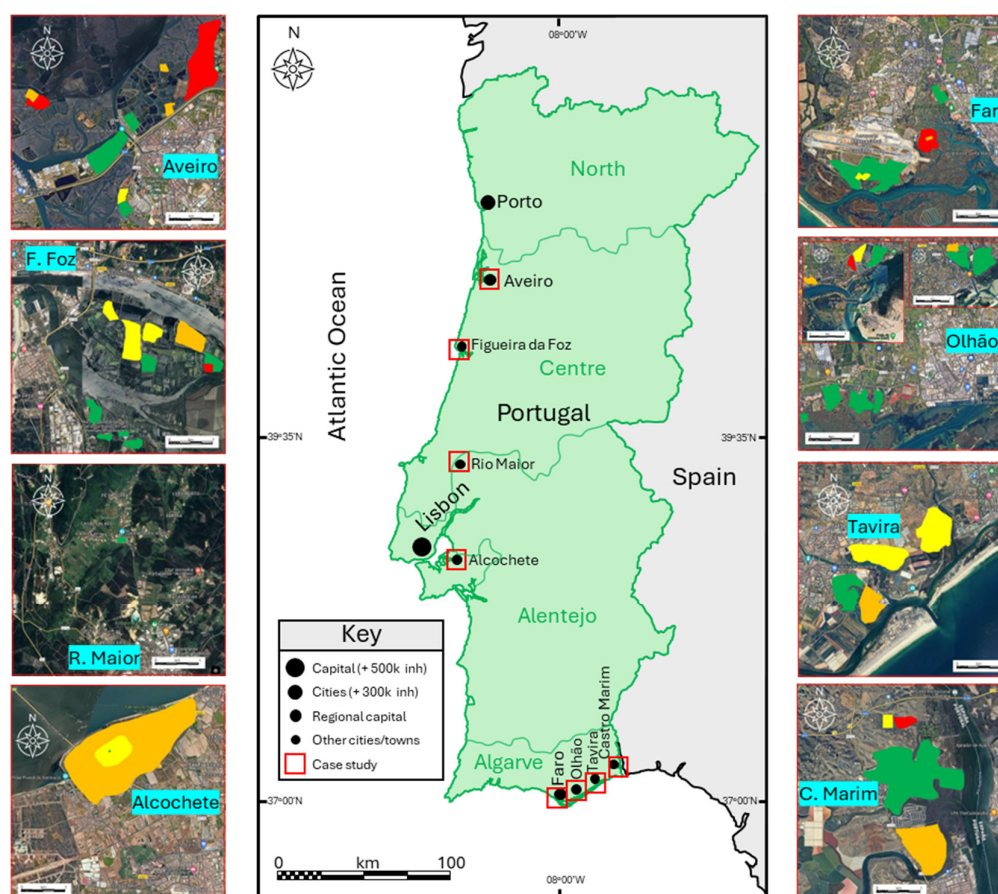 N
Aveiro
F. Foz
N
N
R. Maior
N
Alcochete
N
08°00'W
North
Porto
Aveiro
Figueira da Foz
Centre
Atlantic Ocean
Portugal
39°35'
39°35'
Rio Maior
Spain
Lisbon
Alcochete
Alentejo
Key
Capital (+ 500k inh)
Cities (+ 300k inh)
Regional capital
Other cities/towns
Case study
Algarve
Faro
Olhão
Tavira
Castro Marim
37°00'N
37°00'N
0
km
100
08°00'W
N
Far
Olhão
N
Tavira
N
C. Marim